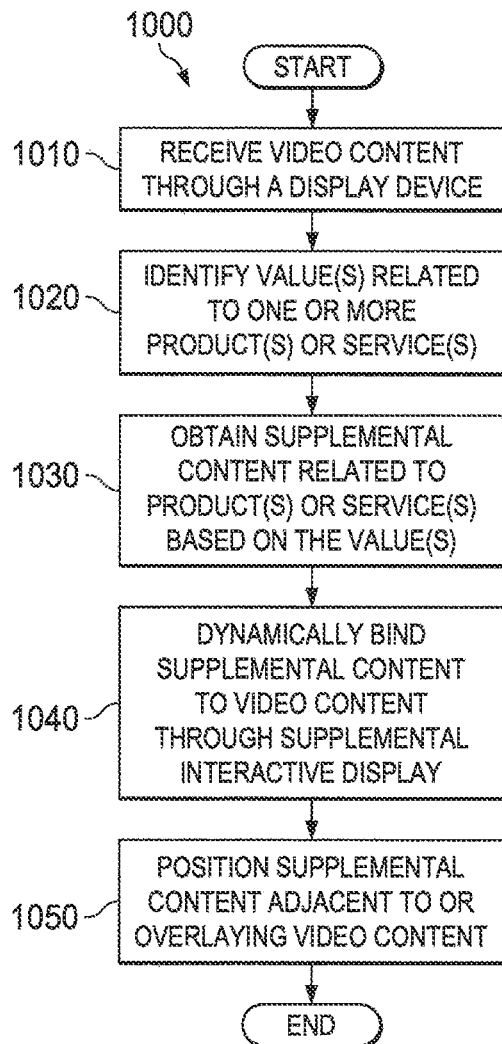 1000
START
1010
RECEIVE VIDEO CONTENT
THROUGH A DISPLAY DEVICE
1020
IDENTIFY VALUE(S) RELATED
TO ONE OR MORE
PRODUCT(S) OR SERVICE(S)
1030
OBTAIN SUPPLEMENTAL
CONTENT RELATED TO
PRODUCT(S) OR SERVICE(S)
BASED ON THE VALUE(S)
1040
DYNAMICALLY BIND
SUPPLEMENTAL CONTENT
TO VIDEO CONTENT
THROUGH SUPPLEMENTAL
INTERACTIVE DISPLAY
1050
POSITION SUPPLEMENTAL
CONTENT ADJACENT TO OR
OVERLAYING VIDEO CONTENT
END